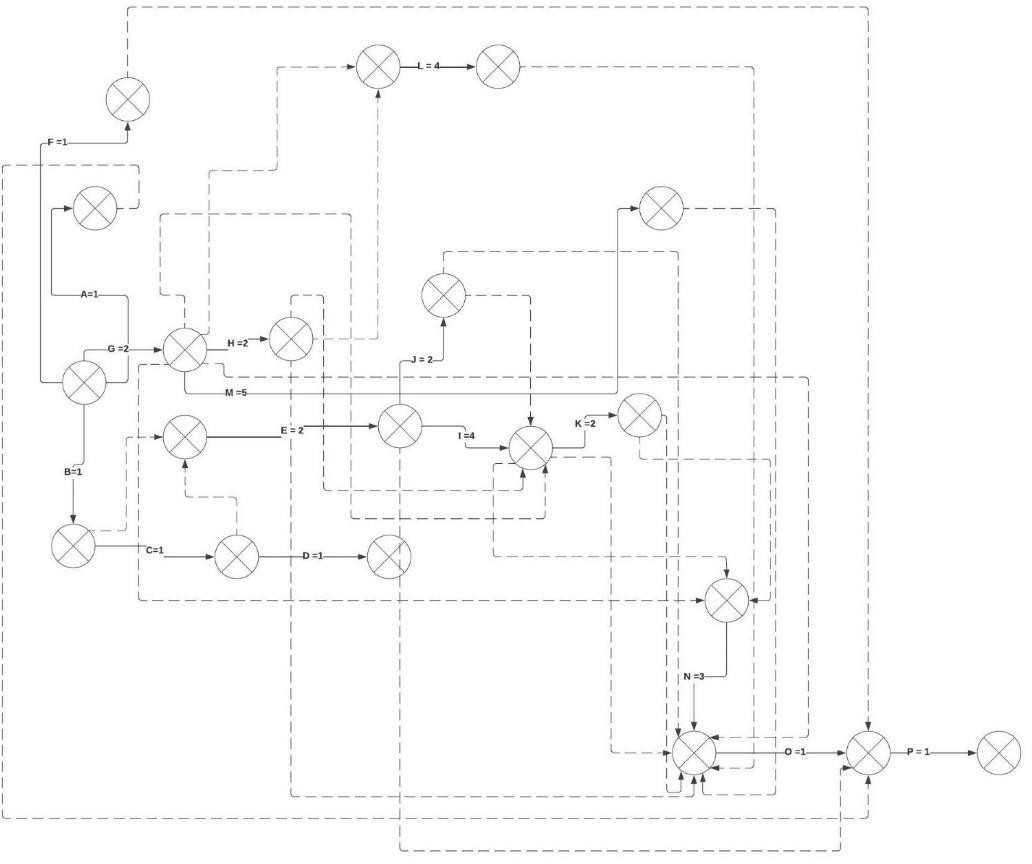 L = 4
F =1
A=1
G =2
H =2
J = 2
M =5
K =2
E = 2
I =4
B=1
C=1
D =1
N =3
O =1
P = 1